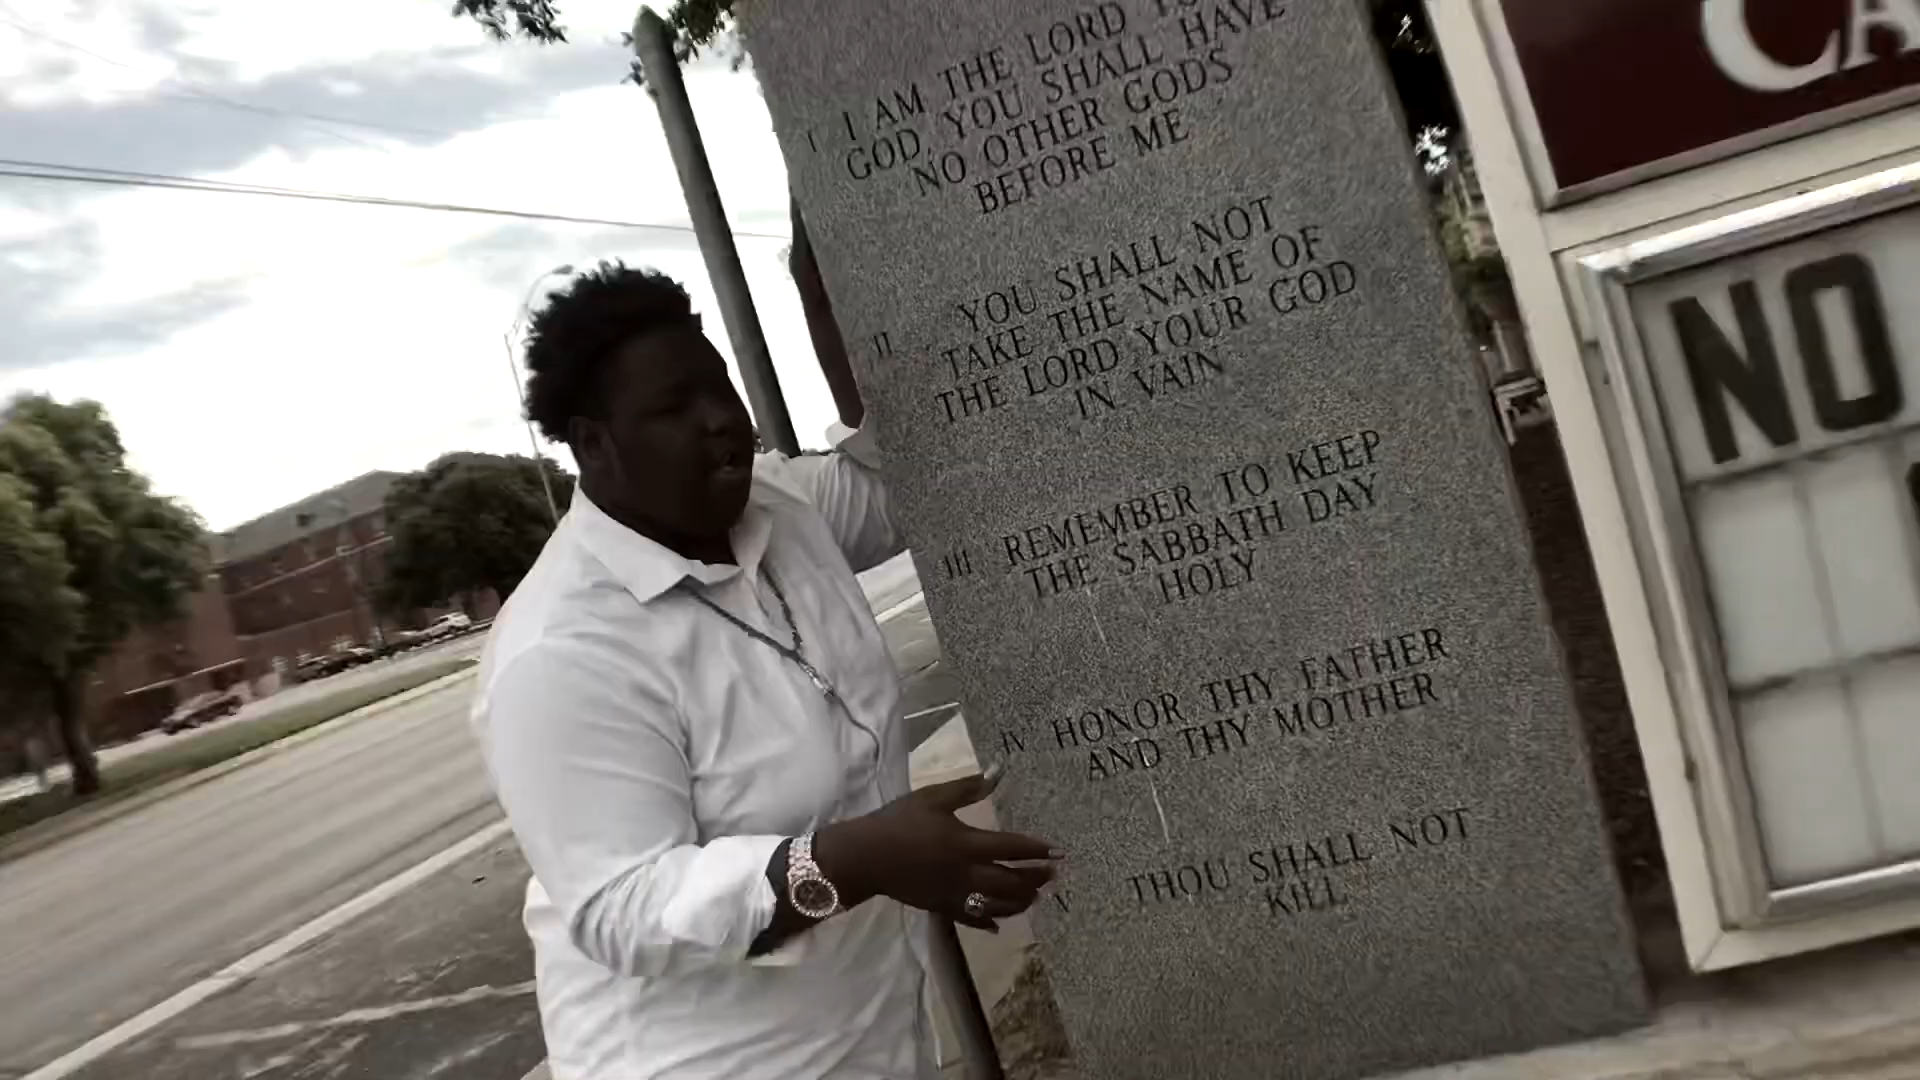 I I AM THE LORD
GOD, YOU SHALL HAVE
NO OTHER GODS
BEFORE ME
II YOU SHALL NOT
TAKE THE NAME OF
THE LORD YOUR GOD
IN VAIN
III REMEMBER TO KEEP
THE SABBATH DAY
HOLY
IV HONOR THY FATHER
AND THY MOTHER
V THOU SHALL NOT
KILL
CA
NO